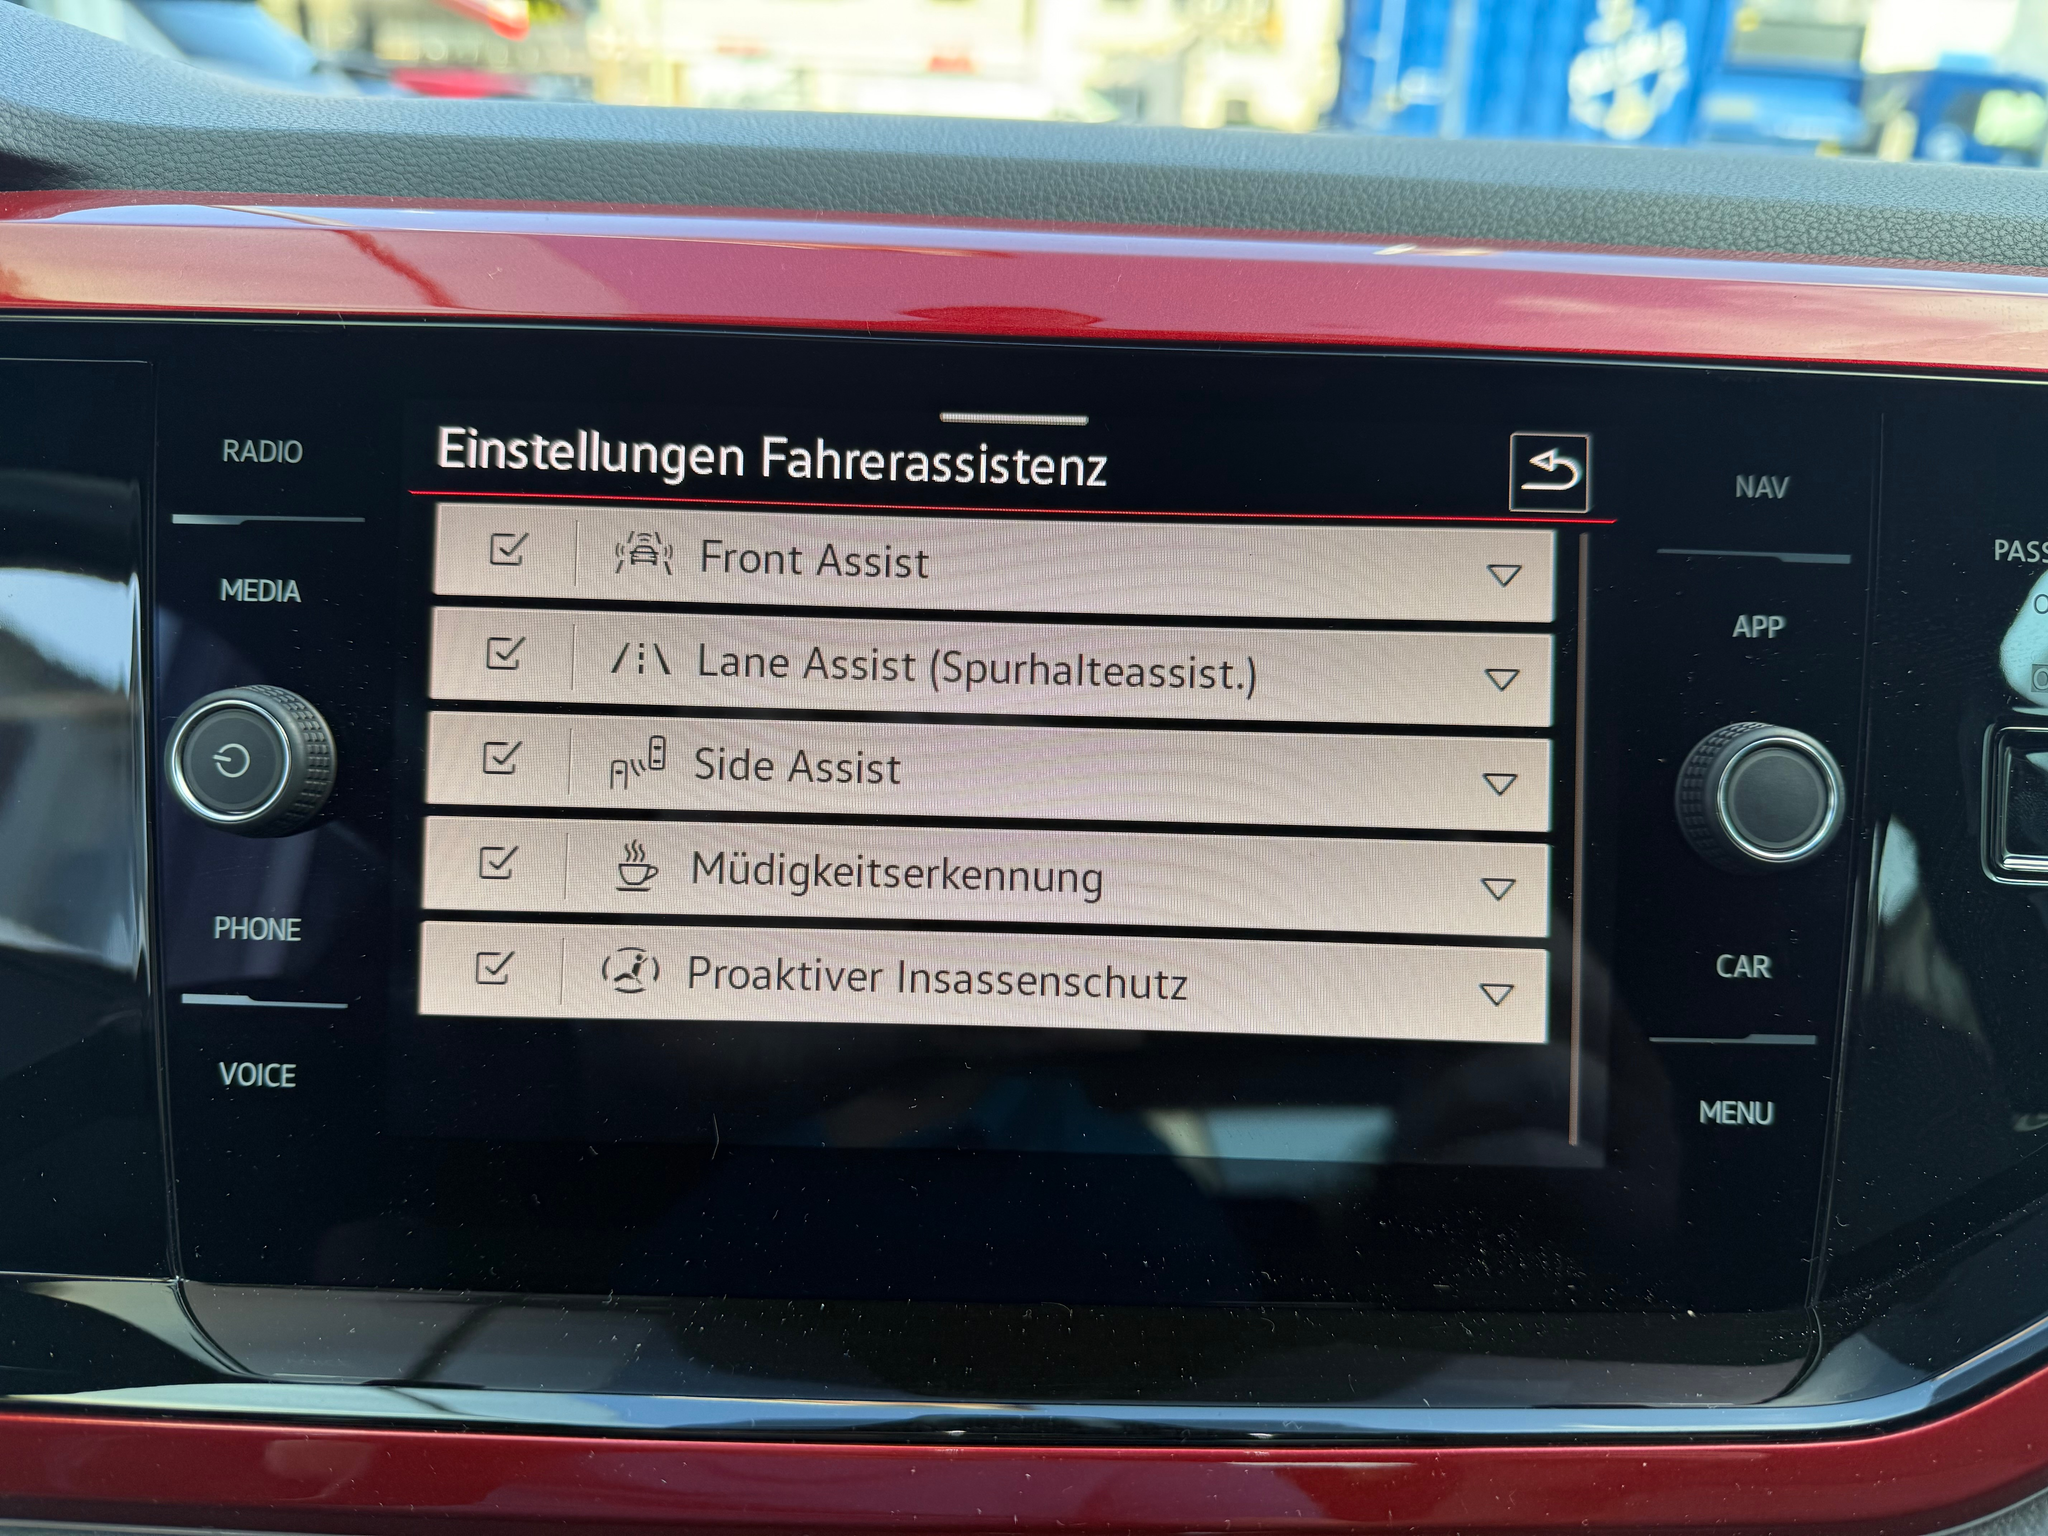 RADIO
MEDIA
PHONE
VOICE
Einstellungen Fahrerassistenz
Front Assist
Lane Assist (Spurhalteassist.)
Side Assist
Müdigkeitserkennung
Proaktiver Insassenschutz
NAV
APP
CAR
MENU
PASS